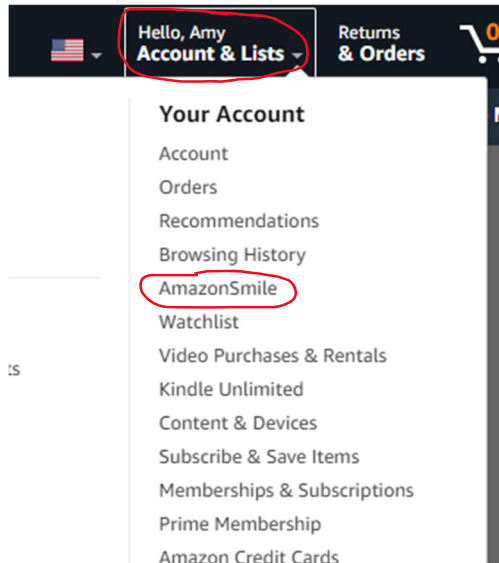 Hello, Amy
Account & Lists
Returns
& Orders
0
Your Account
Account
Orders
Recommendations
Browsing History
AmazonSmile
Watchlist
Video Purchases & Rentals
Kindle Unlimited
Content & Devices
Subscribe & Save Items
Memberships & Subscriptions
Prime Membership
Amazon Credit Cards